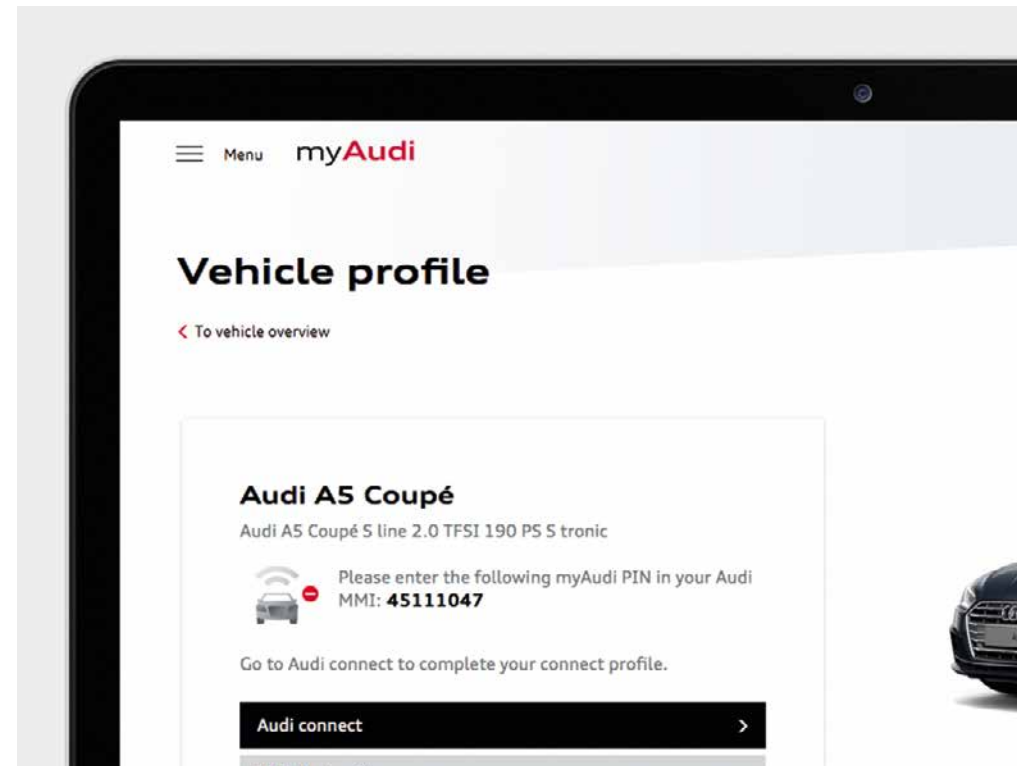 Menu myAudi
Vehicle profile
To vehicle overview
Audi A5 Coupé
Audi A5 Coupé S line 2.0 TFSI 190 PS S tronic
Please enter the following myAudi PIN in your Audi
MMI: 45111047
Go to Audi connect to complete your connect profile.
Audi connect